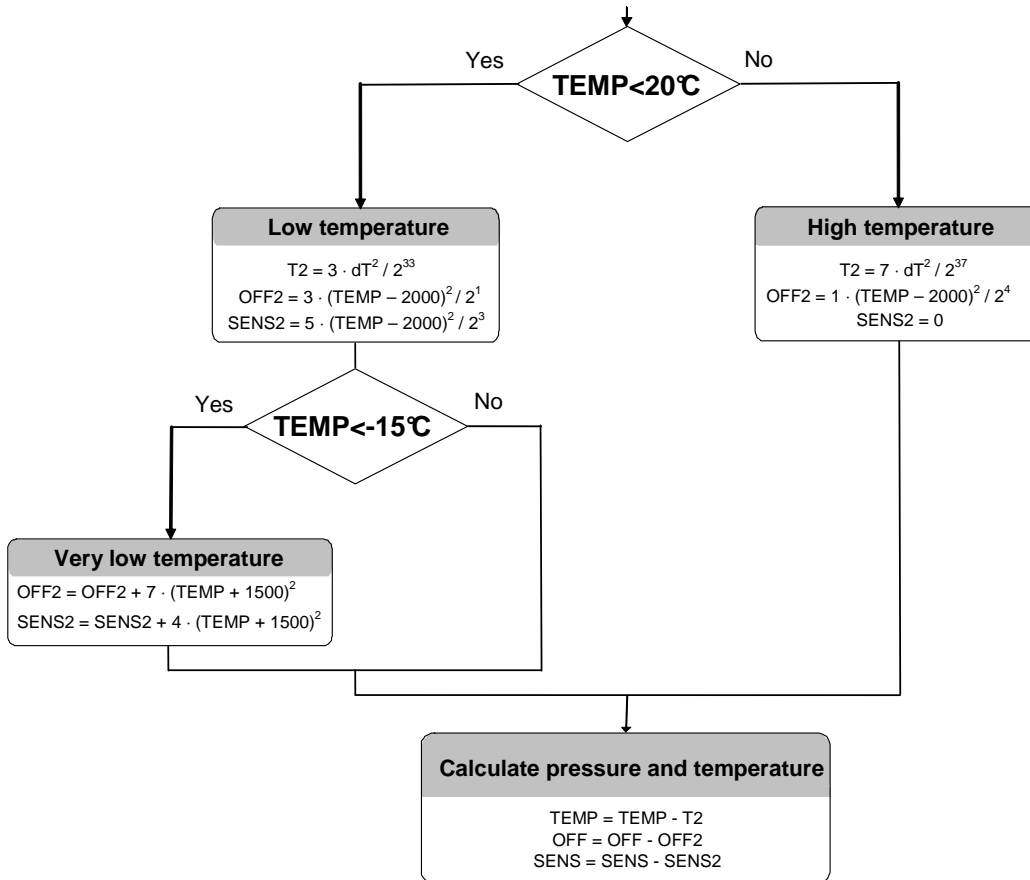 Yes
TEMP<20°C
No
Low temperature
T2 = 3 · dT² / 2³³
OFF2 = 3 · (TEMP – 2000)² / 2¹
SENS2 = 5 · (TEMP – 2000)² / 2³
High temperature
T2 = 7 · dT² / 2³⁷
OFF2 = 1 · (TEMP – 2000)² / 2⁴
SENS2 = 0
Yes
TEMP<-15°C
No
Very low temperature
OFF2 = OFF2 + 7 · (TEMP + 1500)²
SENS2 = SENS2 + 4 · (TEMP + 1500)²
Calculate pressure and temperature
TEMP = TEMP - T2
OFF = OFF - OFF2
SENS = SENS - SENS2